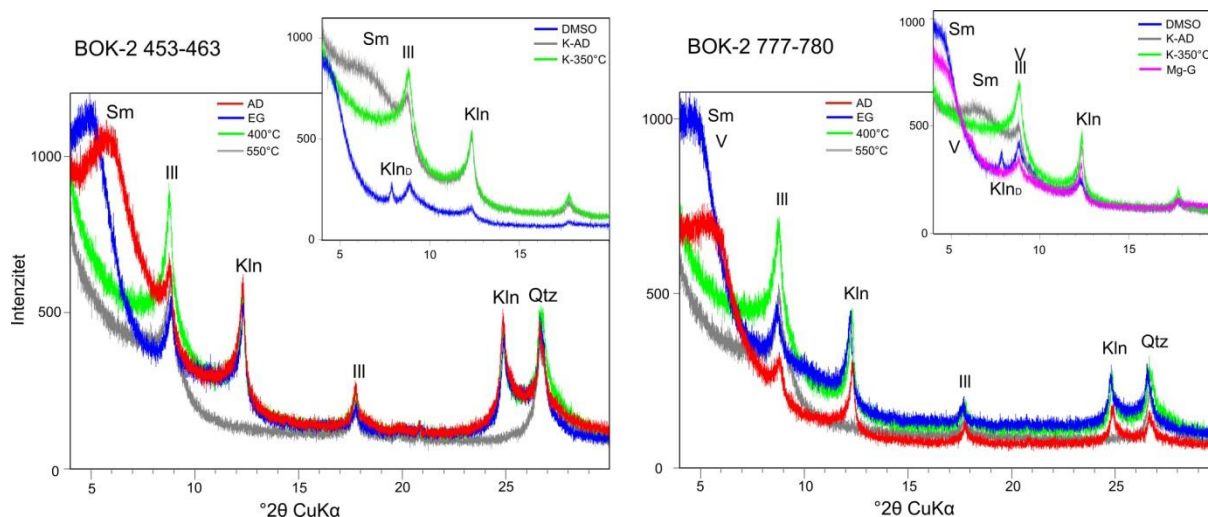 BOK-2 453-463
Intenzitet
1000
500
0
5
10
15
20
25
°2θ CuKα
Sm
Ill
Kln
Ill
Kln
Qtz
AD
EG
400°C
550°C
1000
500
0
5
10
15
Sm
Ill
Kln
KlnD
DMSO
K-AD
K-350°C
BOK-2 777-780
1000
500
0
5
10
15
20
25
°2θ CuKα
Sm
V
Ill
Kln
Ill
Kln
Qtz
AD
EG
400°C
550°C
1000
500
0
5
10
15
Sm
Sm
V
Ill
V
KlnD
Kln
DMSO
K-AD
K-350°C
Mg-G